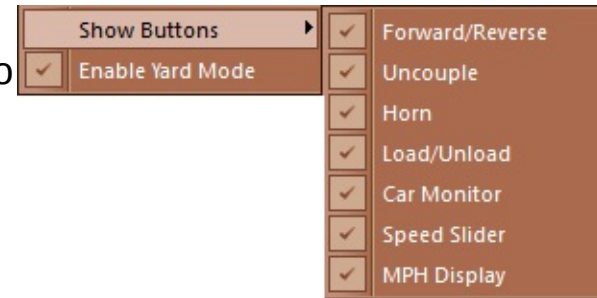 Show Buttons
o
Enable Yard Mode
Forward/Reverse
Uncouple
Horn
Load/Unload
Car Monitor
Speed Slider
MPH Display